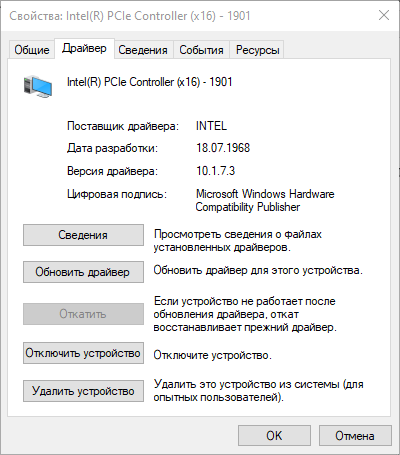 Свойства: Intel(R) PCIe Controller (x16) - 1901
Общие Драйвер Сведения События Ресурсы
Intel(R) PCIe Controller (x16) - 1901
Поставщик драйвера: INTEL
Дата разработки: 18.07.1968
Версия драйвера: 10.1.7.3
Цифровая подпись: Microsoft Windows Hardware
Compatibility Publisher
Сведения Просмотреть сведения о файлах
установленных драйверов.
Обновить драйвер Обновить драйвер для этого устройства.
Откатить Если устройство не работает после
обновления драйвера, откат
восстанавливает прежний драйвер.
Отключить устройство Отключите устройство.
Удалить устройство Удалить это устройство из системы (для
опытных пользователей).
OK Отмена